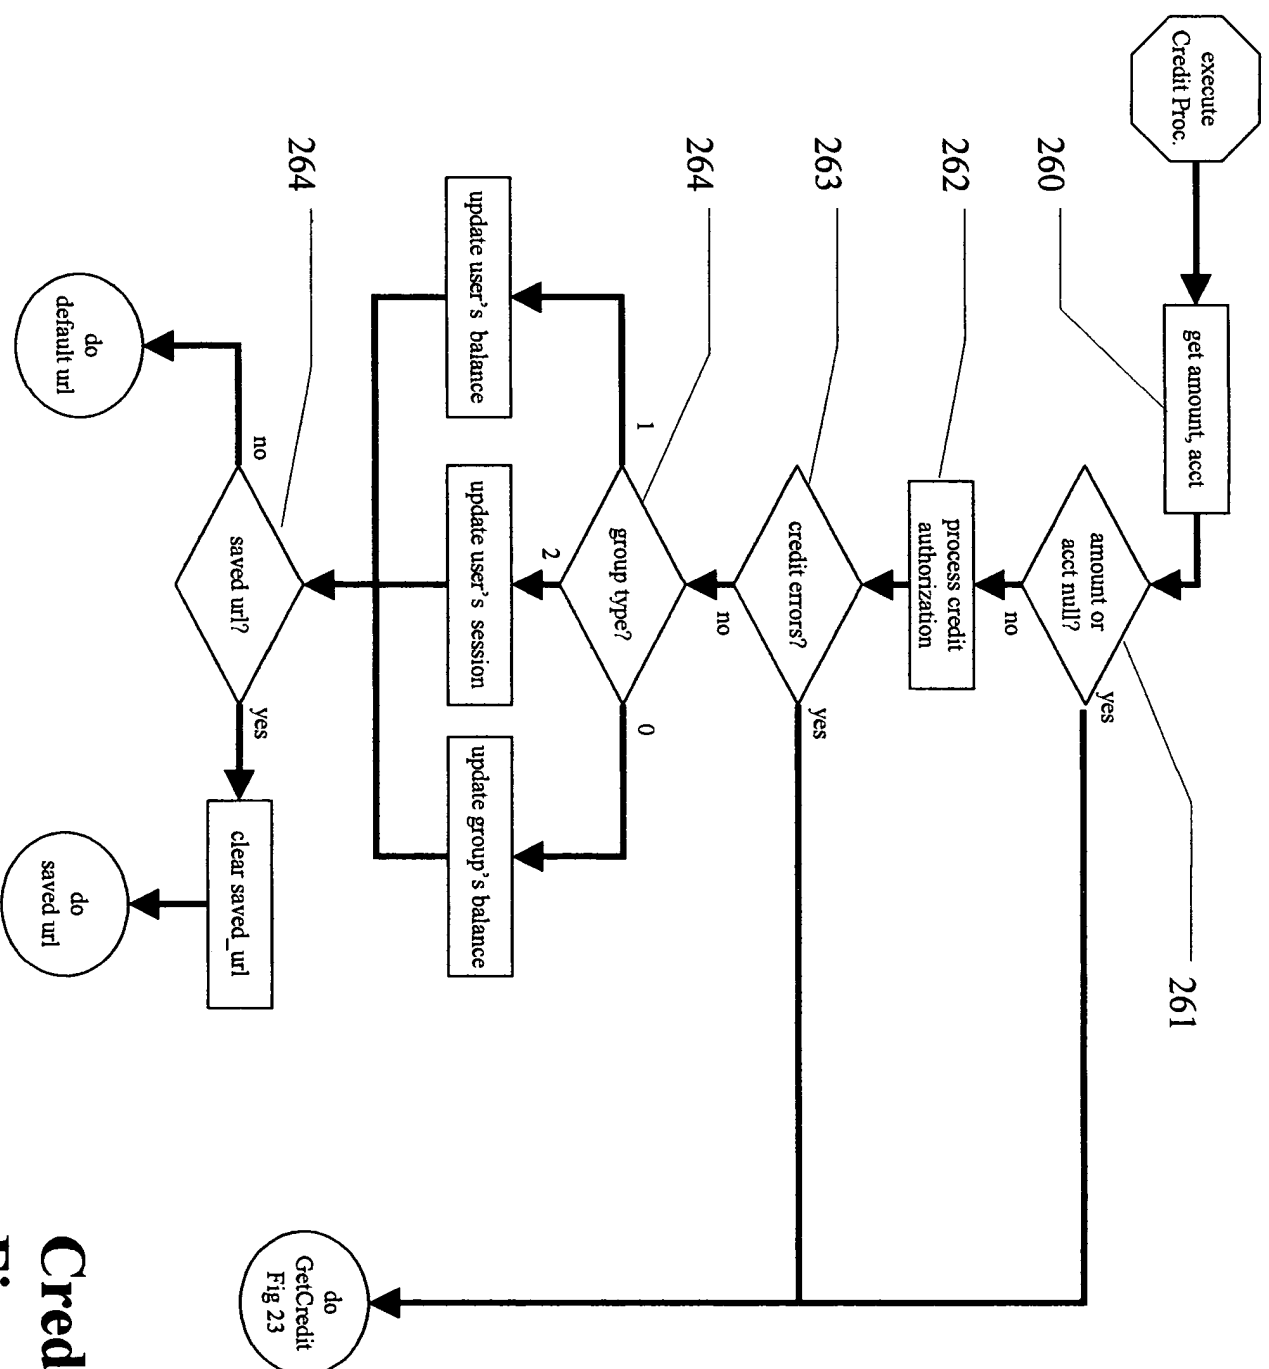 execute
Credit Proc.
get amount, acct
260
amount or
acct null?
yes
no
261
262
process credit
authorization
263
credit errors?
yes
no
264
group type?
1
2
0
update user's balance
update user's session
update group's balance
264
saved url?
no
yes
clear saved_url
do
default url
do
saved url
do
GetCredit
Fig 23